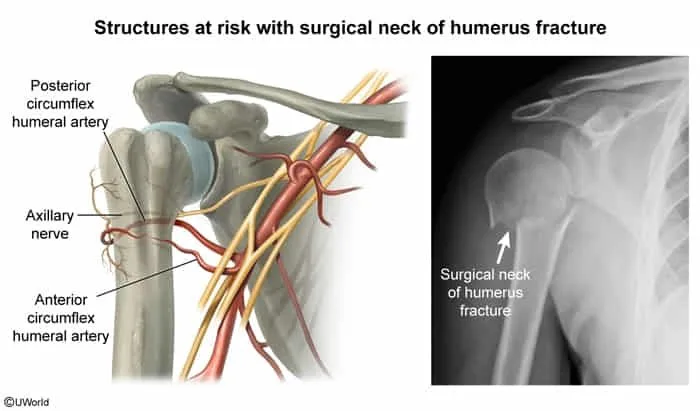 Structures at risk with surgical neck of humerus fracture
Posterior
circumflex
humeral artery
Axillary
nerve
Anterior
circumflex
humeral artery
Surgical neck
of humerus
fracture
©UWorld